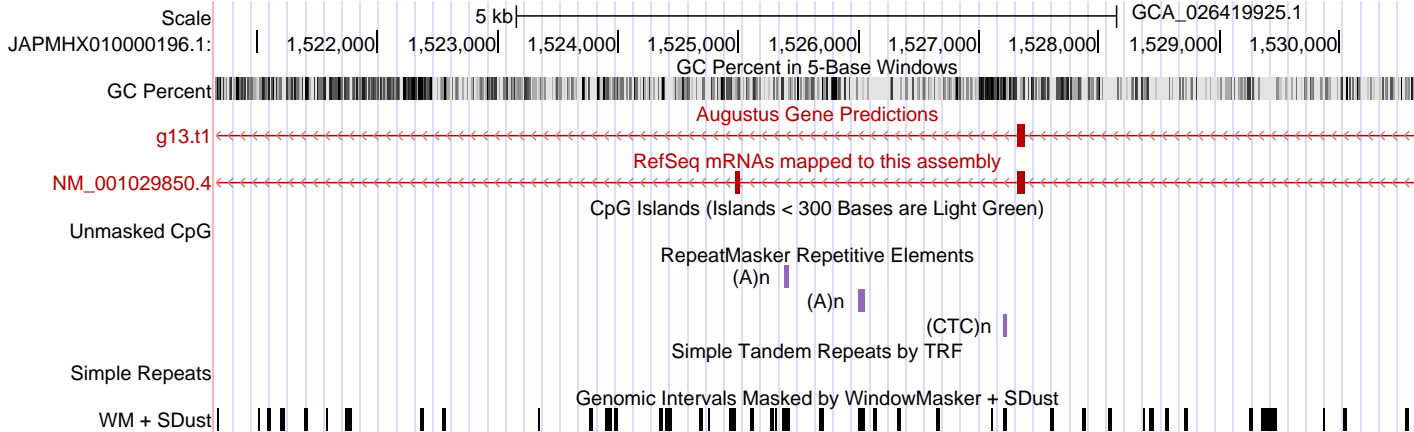 Scale 5 kb GCA_026419925.1
JAPMHX010000196.1: 1,522,000 1,523,000 1,524,000 1,525,000 1,526,000 1,527,000 1,528,000 1,529,000 1,530,000
GC Percent in 5-Base Windows
GC Percent
Augustus Gene Predictions
g13.t1
RefSeq mRNAs mapped to this assembly
NM_001029850.4
CpG Islands (Islands < 300 Bases are Light Green)
Unmasked CpG
RepeatMasker Repetitive Elements
(A)n
(A)n
(CTC)n
Simple Tandem Repeats by TRF
Simple Repeats
Genomic Intervals Masked by WindowMasker + SDust
WM + SDust